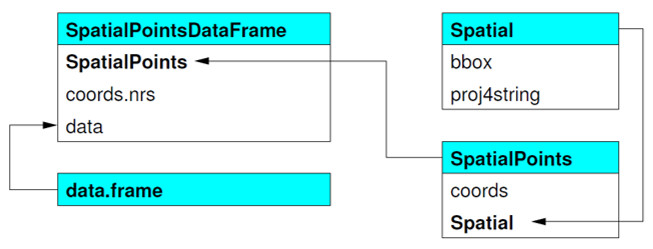 SpatialPointsDataFrame
SpatialPoints
coords.nrs
data
data.frame
Spatial
bbox
proj4string
SpatialPoints
coords
Spatial